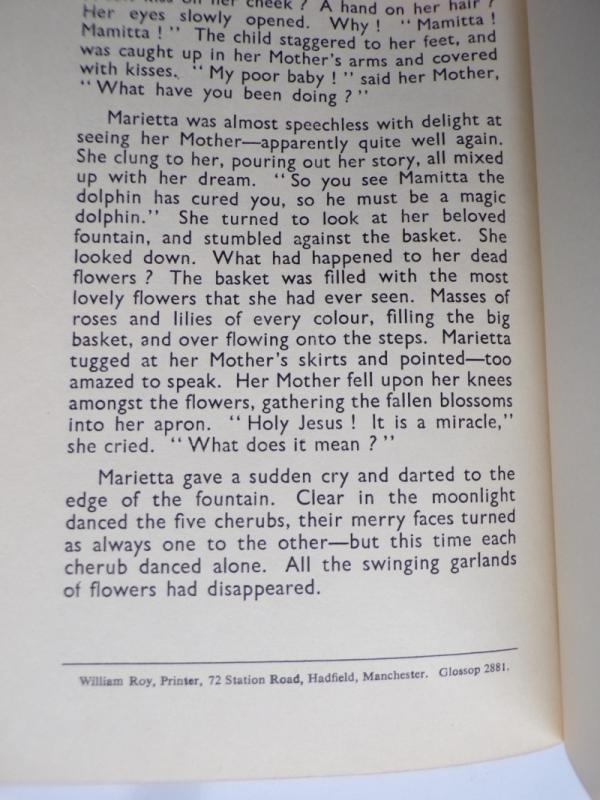 kiss on her cheek ? A hand on her hair ?
Her eyes slowly opened. Why ! “ Mamitta !
Mamitta ! ” The child staggered to her feet, and
was caught up in her Mother’s arms and covered
with kisses. “ My poor baby ! ” said her Mother,
“ What have you been doing ? ”
Marietta was almost speechless with delight at
seeing her Mother—apparently quite well again.
She clung to her, pouring out her story, all mixed
up with her dream. “ So you see Mamitta the
dolphin has cured you, so he must be a magic
dolphin.” She turned to look at her beloved
fountain, and stumbled against the basket. She
looked down. What had happened to her dead
flowers ? The basket was filled with the most
lovely flowers that she had ever seen. Masses of
roses and lilies of every colour, filling the big
basket, and over flowing onto the steps. Marietta
tugged at her Mother’s skirts and pointed—too
amazed to speak. Her Mother fell upon her knees
amongst the flowers, gathering the fallen blossoms
into her apron. “ Holy Jesus ! It is a miracle,”
she cried. “ What does it mean ? ”
Marietta gave a sudden cry and darted to the
edge of the fountain. Clear in the moonlight
danced the five cherubs, their merry faces turned
as always one to the other—but this time each
cherub danced alone. All the swinging garlands
of flowers had disappeared.
William Roy, Printer, 72 Station Road, Hadfield, Manchester. Glossop 2881.